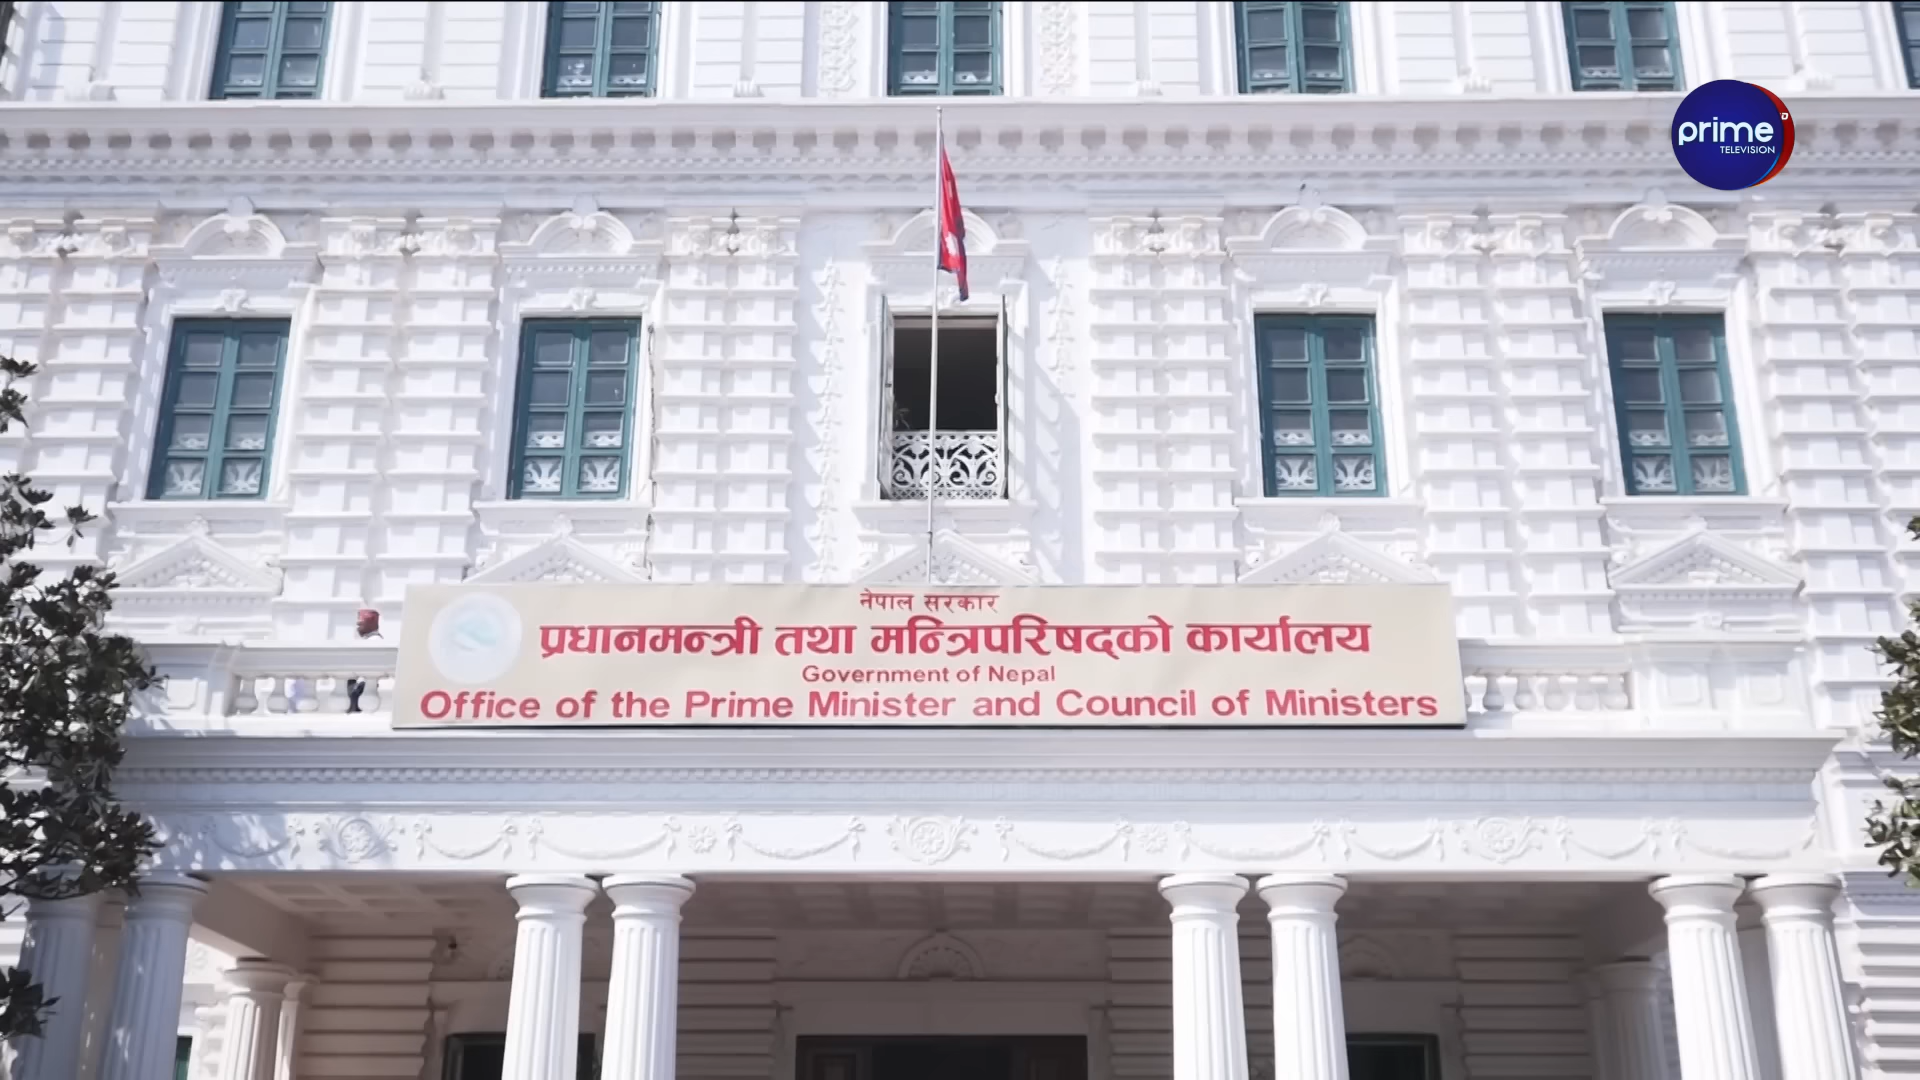 prime
TELEVISION
नेपाल सरकार
प्रधानमन्त्री तथा मन्त्रिपरिषद्को कार्यालय
Government of Nepal
Office of the Prime Minister and Council of Ministers